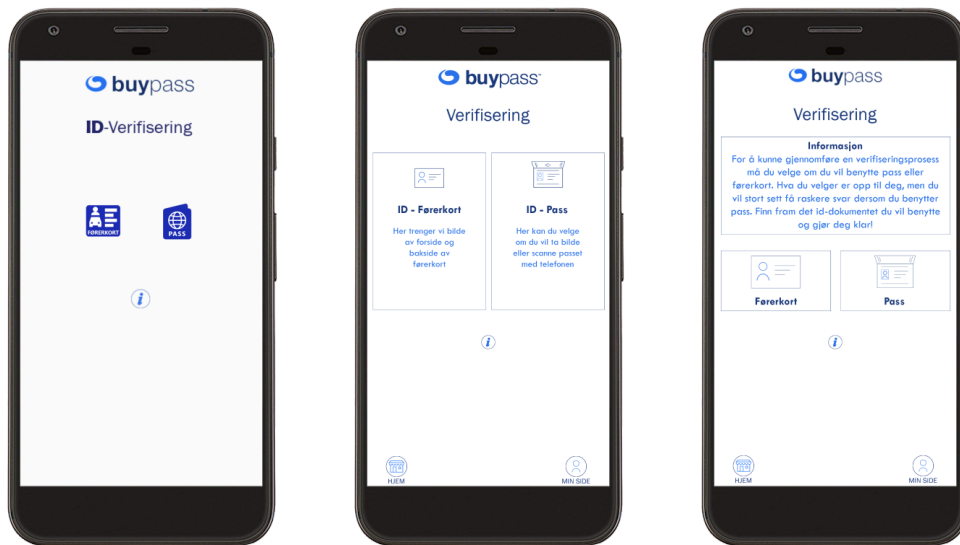 buypass
ID-Verifisering
FØRERKORT
PASS
i
buypass
Verifisering
ID - Førerkort
Her trenger vi bilde
av forside og
bakside av
førerkort
ID - Pass
Her kan du velge
om du vil ta bilde
eller scanne passet
med telefonen
i
HJEM
MIN SIDE
buypass
Verifisering
Informasjon
For å kunne gjennomføre en verifiseringsprosess
må du velge om du vil benytte pass eller
førerkort. Hva du velger er opp til deg, men du
vil stort sett få raskere svar dersom du benytter
pass. Finn fram det id-dokumentet du vil benytte
og gjør deg klar!
Førerkort
Pass
i
HJEM
MIN SIDE